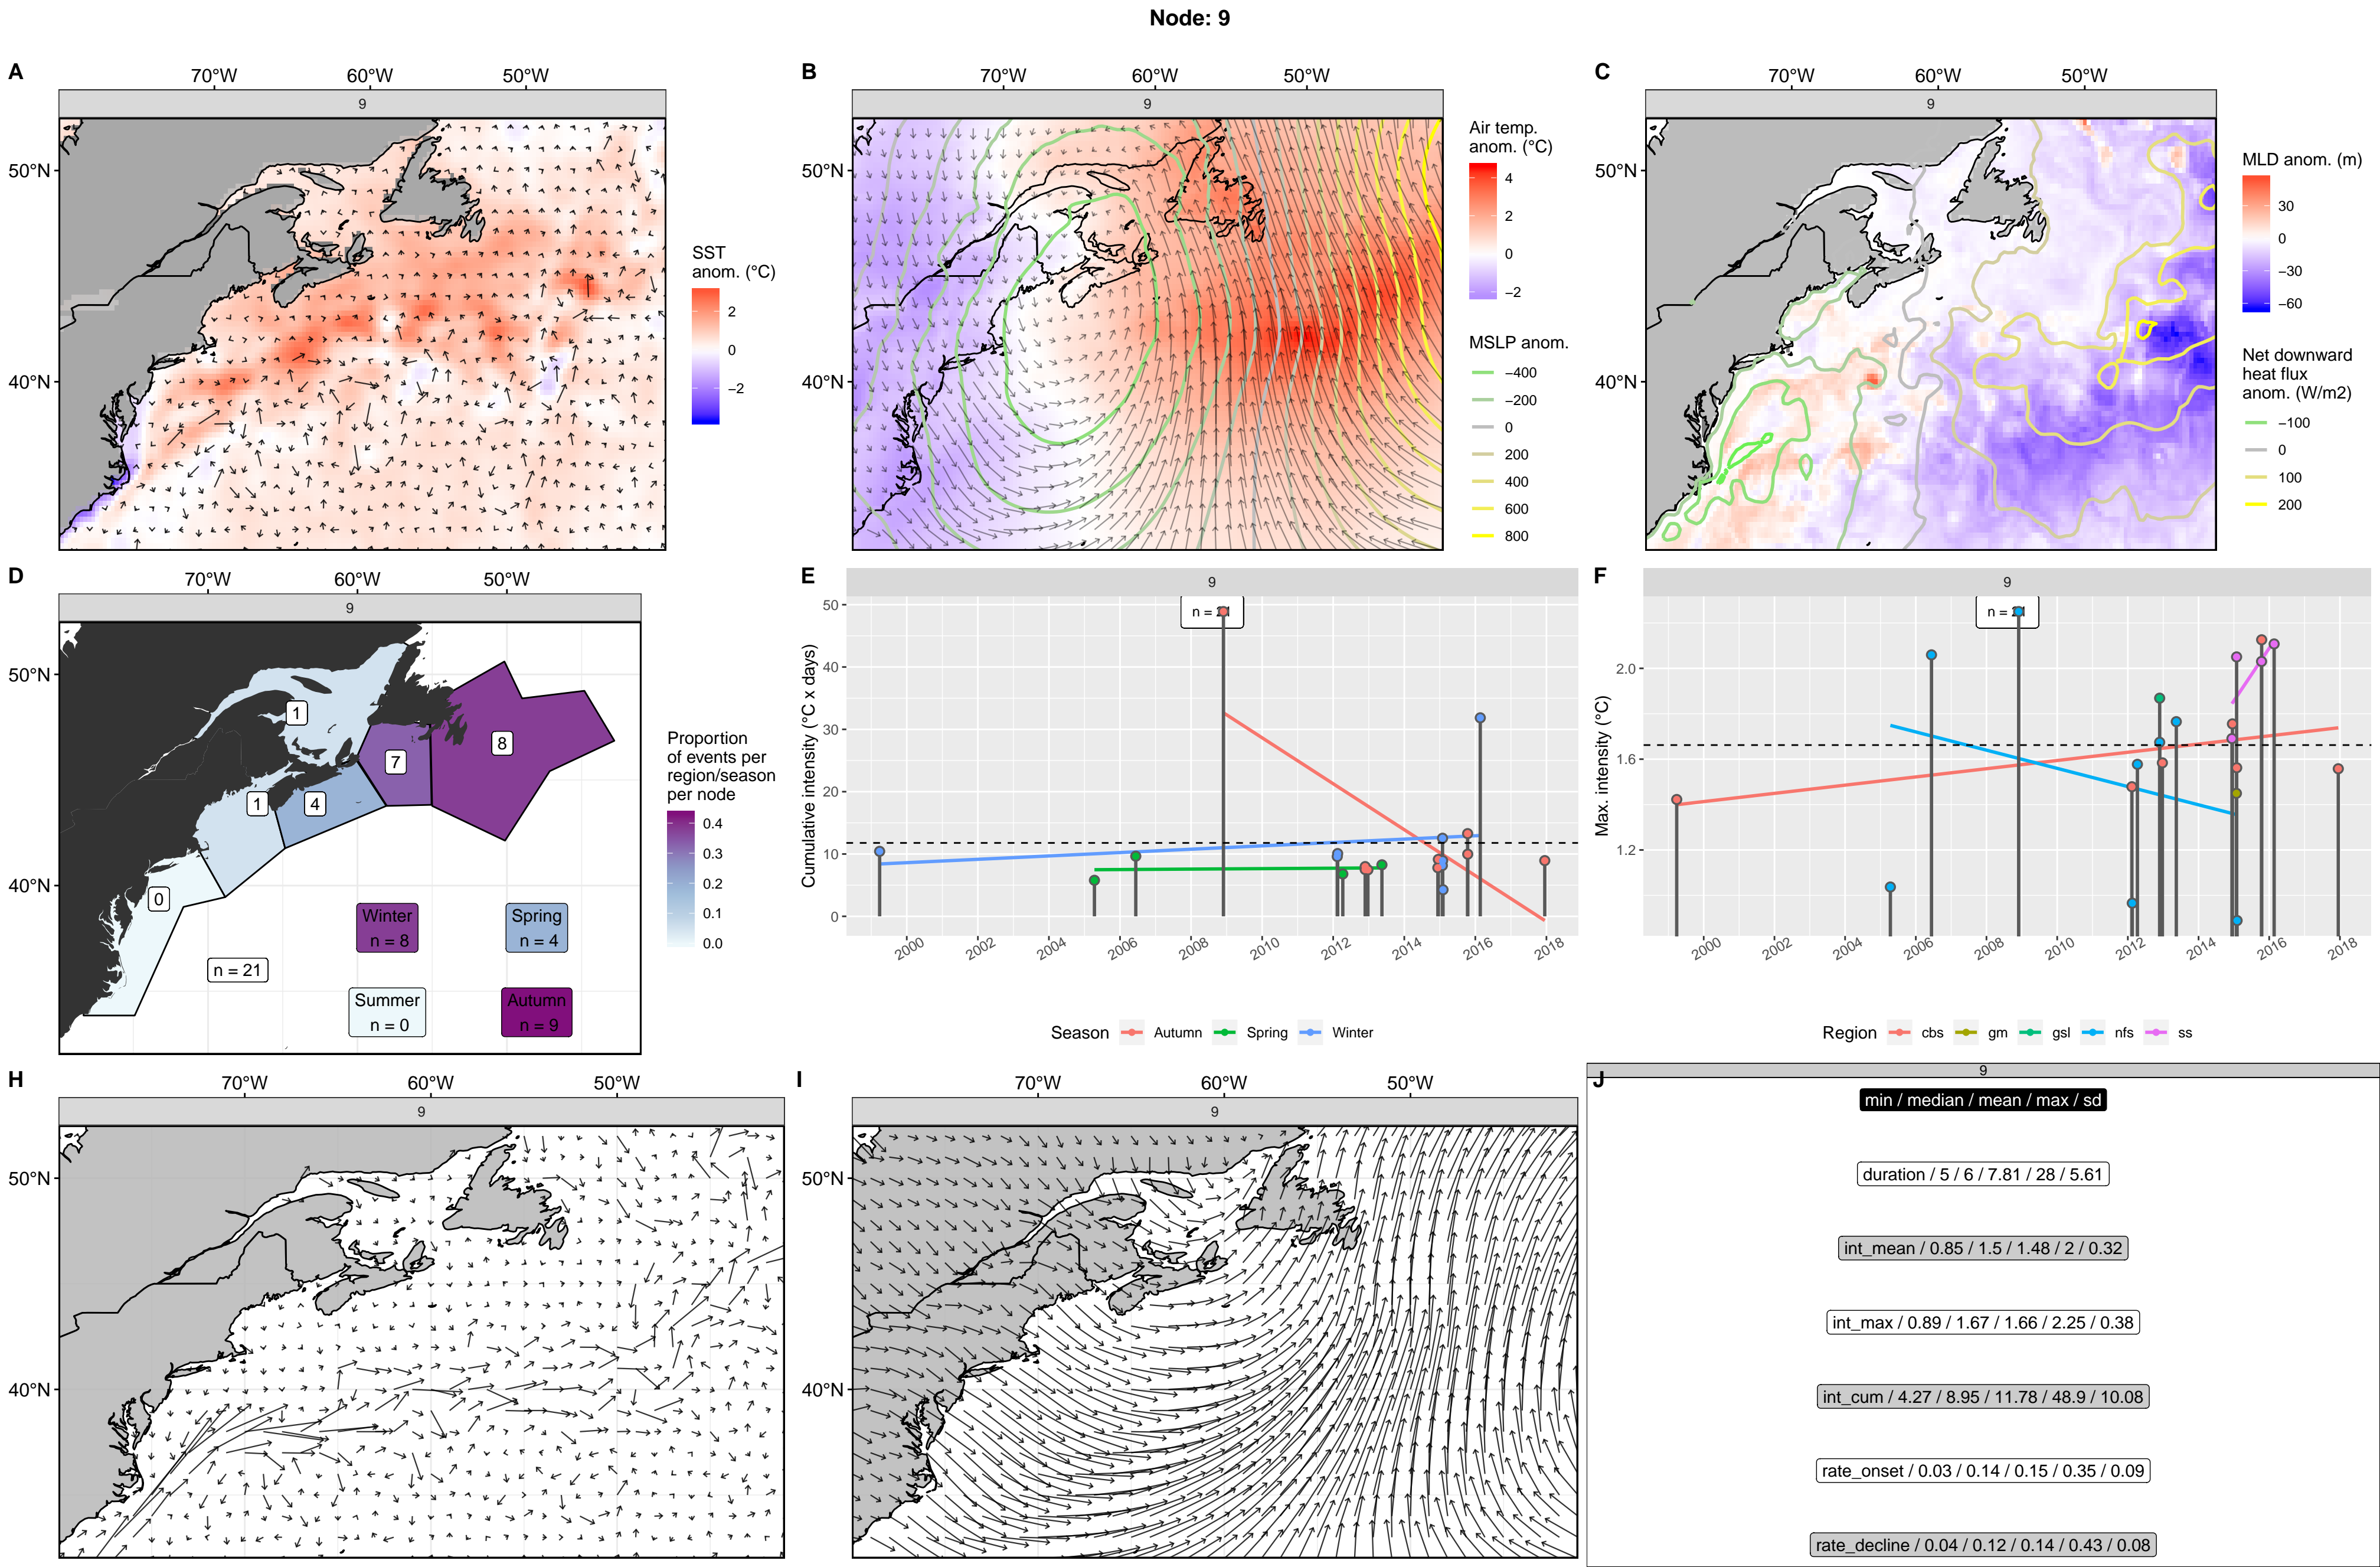 Node: 9
A
70°W 60°W 50°W
9
50°N
40°N
SST
anom. (°C)
2
0
−2
B
70°W 60°W 50°W
9
50°N
40°N
Air temp.
anom. (°C)
4
2
0
−2
MSLP anom.
−400
−200
0
200
400
600
800
C
70°W 60°W 50°W
9
50°N
40°N
MLD anom. (m)
30
0
−30
−60
Net downward
heat flux
anom. (W/m2)
−100
0
100
200
D
70°W 60°W 50°W
9
50°N
40°N
1
7
8
1
4
0
Winter
n = 8
Spring
n = 4
n = 21
Summer
n = 0
Autumn
n = 9
Proportion
of events per
region/season
per node
0.4
0.3
0.2
0.1
0.0
E
9
n =
Cumulative intensity (°C x days)
50
40
30
20
10
0
2000 2002 2004 2006 2008 2010 2012 2014 2016 2018
Season Autumn Spring Winter
F
9
n =
Max. intensity (°C)
2.0
1.6
1.2
2000 2002 2004 2006 2008 2010 2012 2014 2016 2018
Region cbs gm gsl nfs ss
H
70°W 60°W 50°W
9
50°N
40°N
I
70°W 60°W 50°W
9
50°N
40°N
J
9
min / median / mean / max / sd
duration / 5 / 6 / 7.81 / 28 / 5.61
int_mean / 0.85 / 1.5 / 1.48 / 2 / 0.32
int_max / 0.89 / 1.67 / 1.66 / 2.25 / 0.38
int_cum / 4.27 / 8.95 / 11.78 / 48.9 / 10.08
rate_onset / 0.03 / 0.14 / 0.15 / 0.35 / 0.09
rate_decline / 0.04 / 0.12 / 0.14 / 0.43 / 0.08